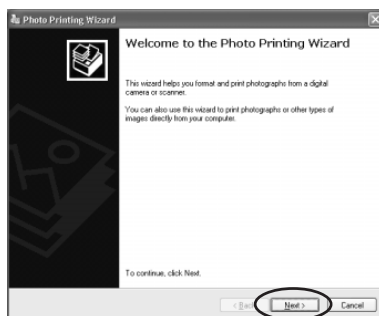 Photo Printing Wizard
Welcome to the Photo Printing Wizard
This wizard helps you format and print photographs from a digital
camera or scanner.
You can also use this wizard to print photographs or other types of
images directly from your computer.
To continue, click Next.
< Back
Next >
Cancel